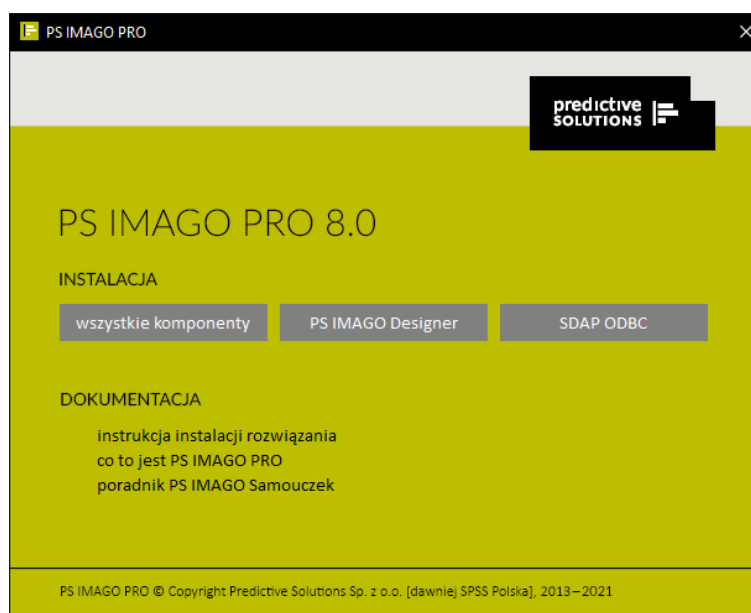 PS IMAGO PRO
predictive
SOLUTIONS
PS IMAGO PRO 8.0
INSTALACJA
wszystkie komponenty PS IMAGO Designer SDAP ODBC
DOKUMENTACJA
instrukcja instalacji rozwiązania
co to jest PS IMAGO PRO
poradnik PS IMAGO Samouczek
PS IMAGO PRO © Copyright Predictive Solutions Sp. z o.o. [dawniej SPSS Polska], 2013–2021